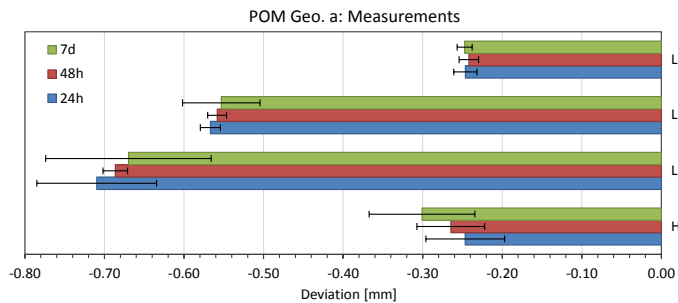 POM Geo. a: Measurements
7d
48h
24h
L
L
L
H
-0.80 -0.70 -0.60 -0.50 -0.40 -0.30 -0.20 -0.10 0.00
Deviation [mm]